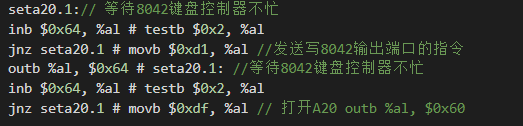 seta20.1:// 等待8042键盘控制器不忙
inb $0x64, %al # testb $0x2, %al
jnz seta20.1 # movb $0xd1, %al //发送写8042输出端口的指令
outb %al, $0x64 # seta20.1: //等待8042键盘控制器不忙
inb $0x64, %al # testb $0x2, %al
jnz seta20.1 # movb $0xdf, %al // 打开A20 outb %al, $0x60